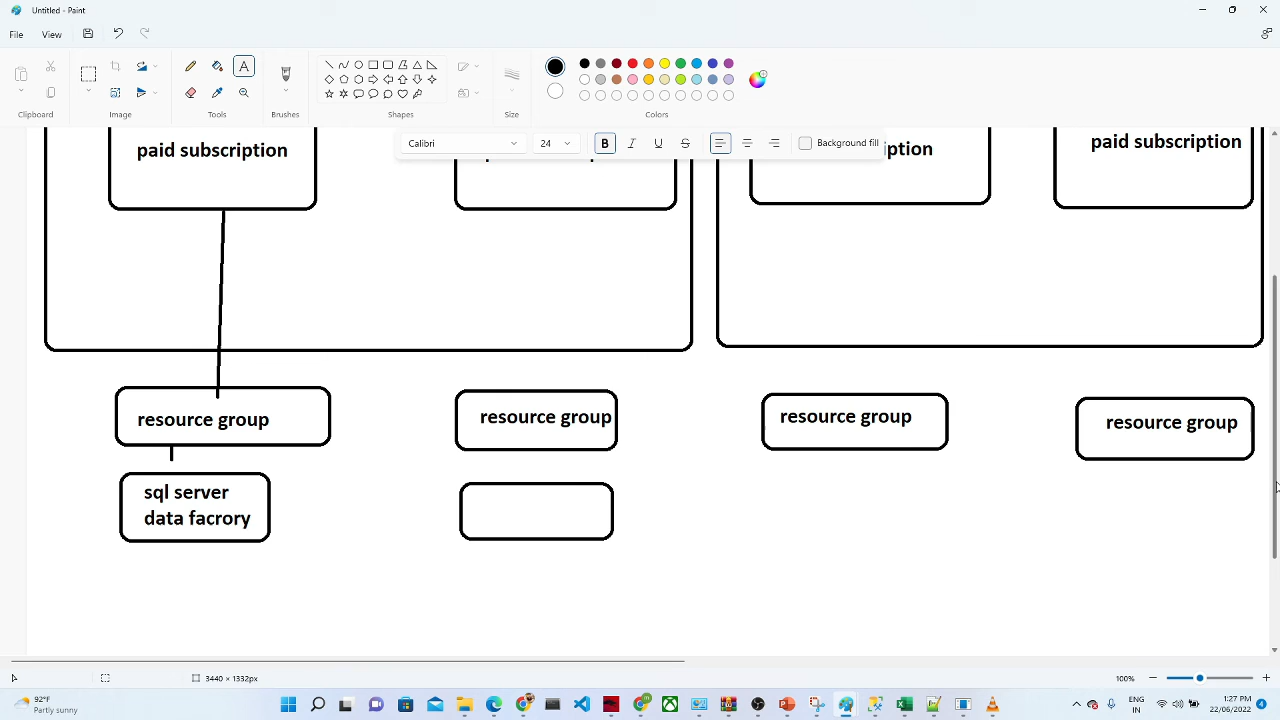 Untitled - Paint
File
View
Clipboard
Image
Tools
Brushes
Shapes
Size
Colors
Calibri
24
B
I
U
S
Background fill
A
paid subscription
paid subscription
resource group
resource group
resource group
resource group
sql server
data facrory
3440 × 1332px
100%
92°F
Partly sunny
ENG
IN
1:27 PM
22/06/2022
4